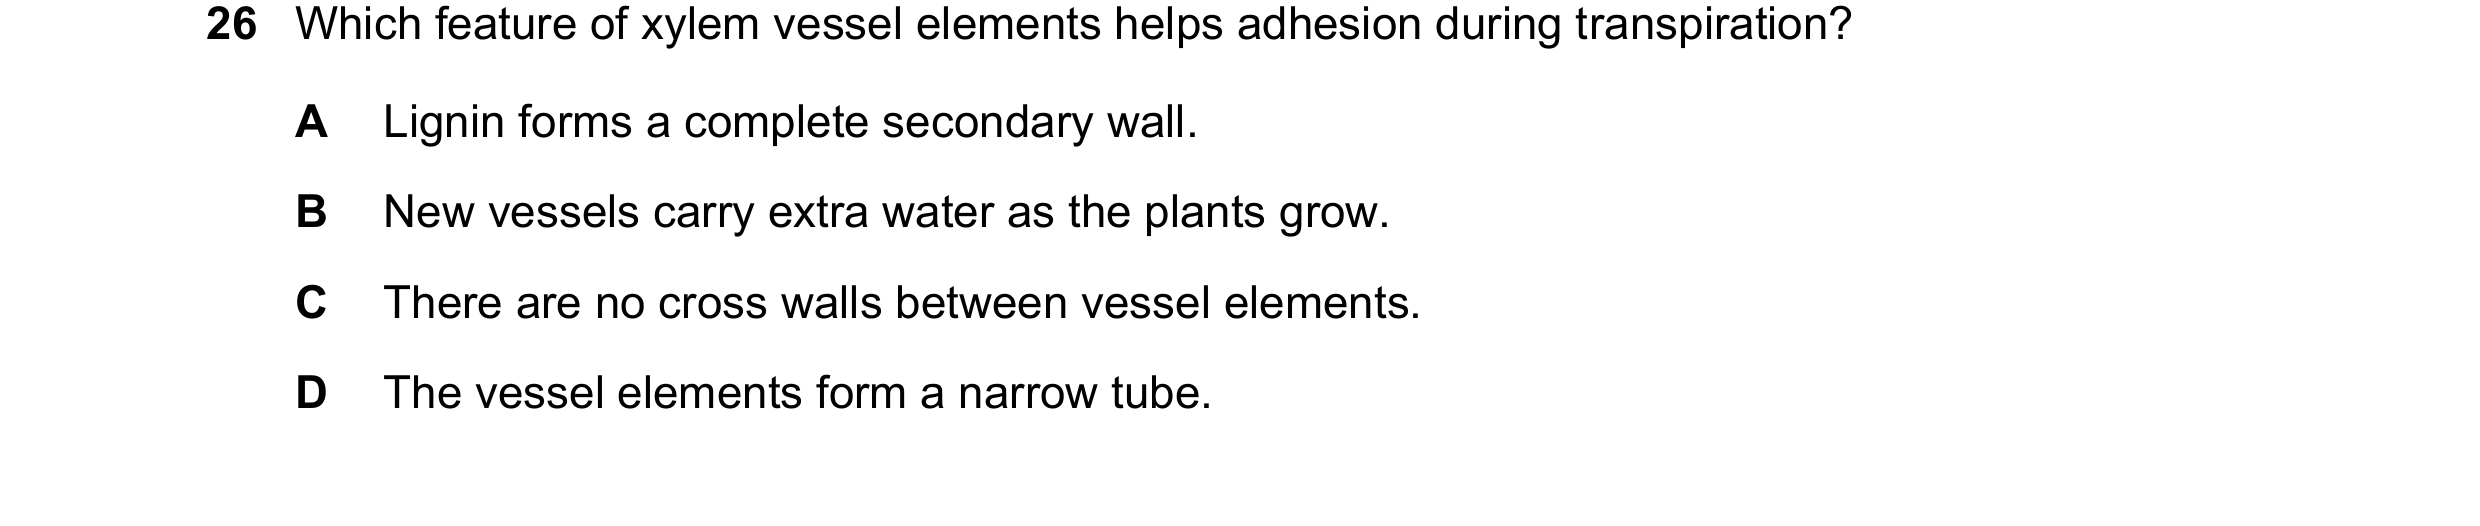 26 Which feature of xylem vessel elements helps adhesion during transpiration?
A Lignin forms a complete secondary wall.
B New vessels carry extra water as the plants grow.
C There are no cross walls between vessel elements.
D The vessel elements form a narrow tube.